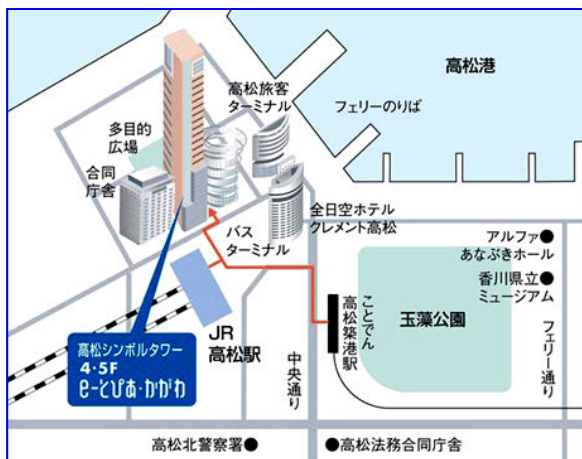 高松港
高松旅客
ターミナル
フェリーのりば
多目的
広場
合同
庁舎
全日空ホテル
クレメント高松
バス
ターミナル
アルファ
あなぶきホール
香川県立
ミュージアム
玉藻公園
ことでん
高松築港駅
JR
高松駅
中央通り
フェリー通り
高松シンボルタワー
4・5F
e-とぴあ・かがわ
高松北警察署
高松法務合同庁舎